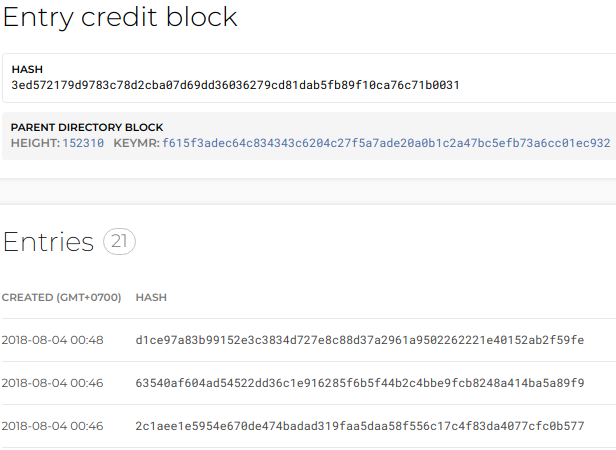 Entry credit block
HASH
3ed572179d9783c78d2cba07d69dd36036279cd81dab5fb89f10ca76c71b0031
PARENT DIRECTORY BLOCK
HEIGHT: 152310 KEYMR: f615f3adec64c834343c6204c27f5a7ade20a0b1c2a47bc5efb73a6cc01ec932
Entries 21
CREATED (GMT+0700) HASH
2018-08-04 00:48 d1ce97a83b99152e3c3834d727e8c88d37a2961a9502262221e40152ab2f59fe
2018-08-04 00:46 63540af604ad54522dd36c1e916285f6b5f44b2c4bbe9fcb8248a414ba5a89f9
2018-08-04 00:46 2c1aee1e5954e670de474badad319faa5daa58f556c17c4f83da4077cfc0b577